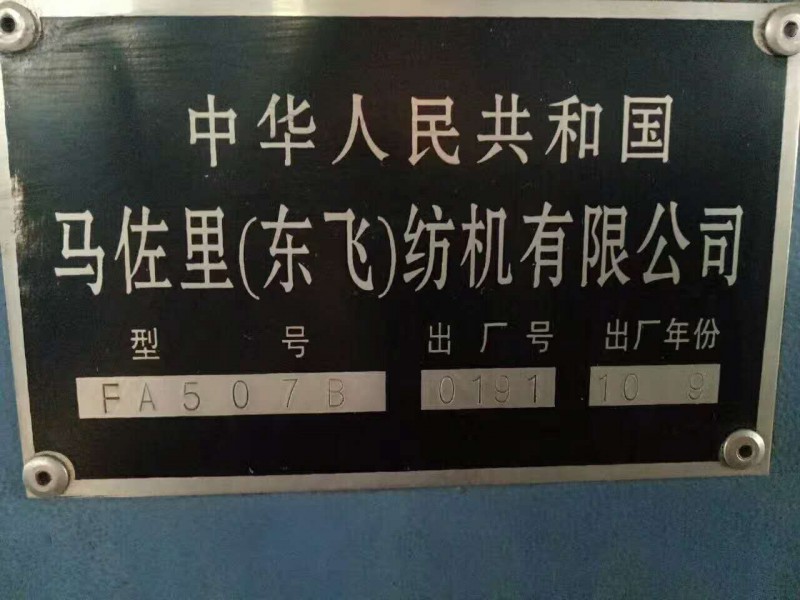 中华人民共和国
马佐里(东飞)纺机有限公司
型号 出厂号 出厂年份
FA507B 0191 10 9